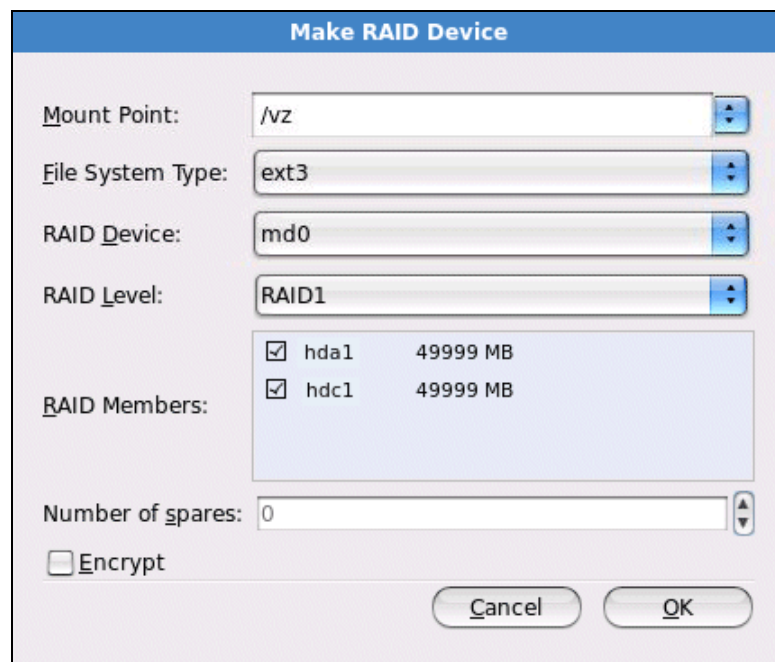 Make RAID Device
Mount Point: /vz
File System Type: ext3
RAID Device: md0
RAID Level: RAID1
RAID Members:
hda1 49999 MB
hdc1 49999 MB
Number of spares: 0
Encrypt
Cancel OK